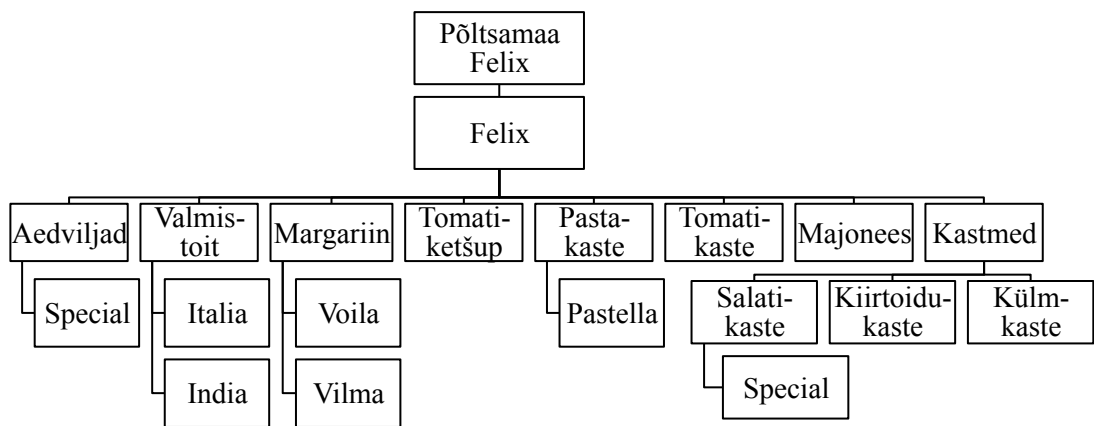 Põltsamaa
Felix
Felix
Aedviljad
Valmis-
toit
Margariin
Tomati-
ketšup
Pasta-
kaste
Tomati-
kaste
Majonees
Kastmed
Special
Italia
Voila
Pastella
Salati-
kaste
Kiirtoidu-
kaste
Külm-
kaste
India
Vilma
Special